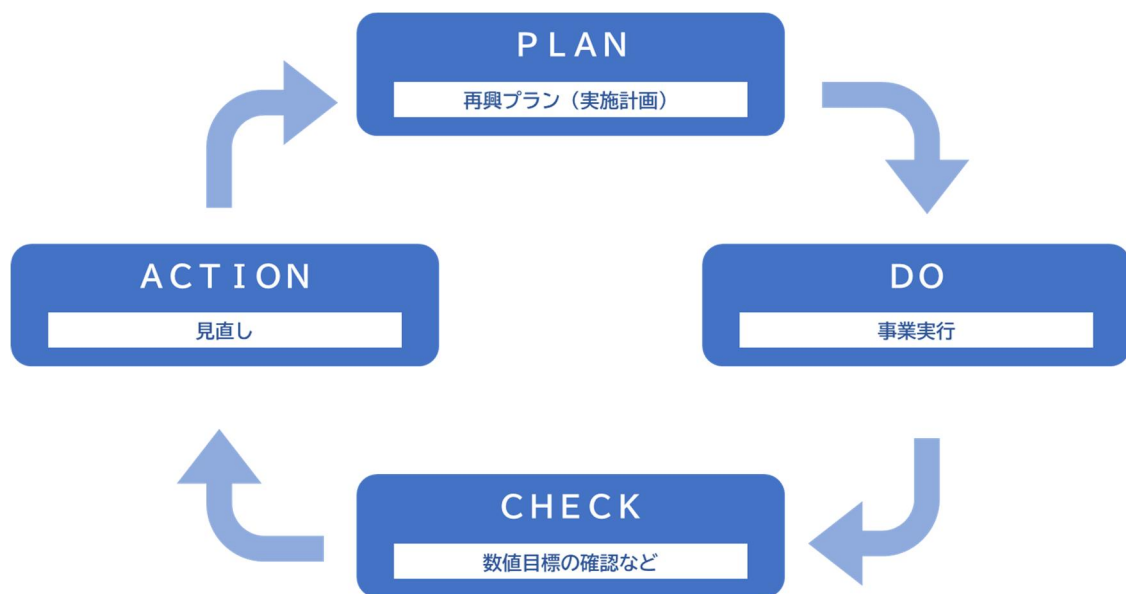 PLAN
再興プラン（実施計画）
ACTION
見直し
DO
事業実行
CHECK
数値目標の確認など